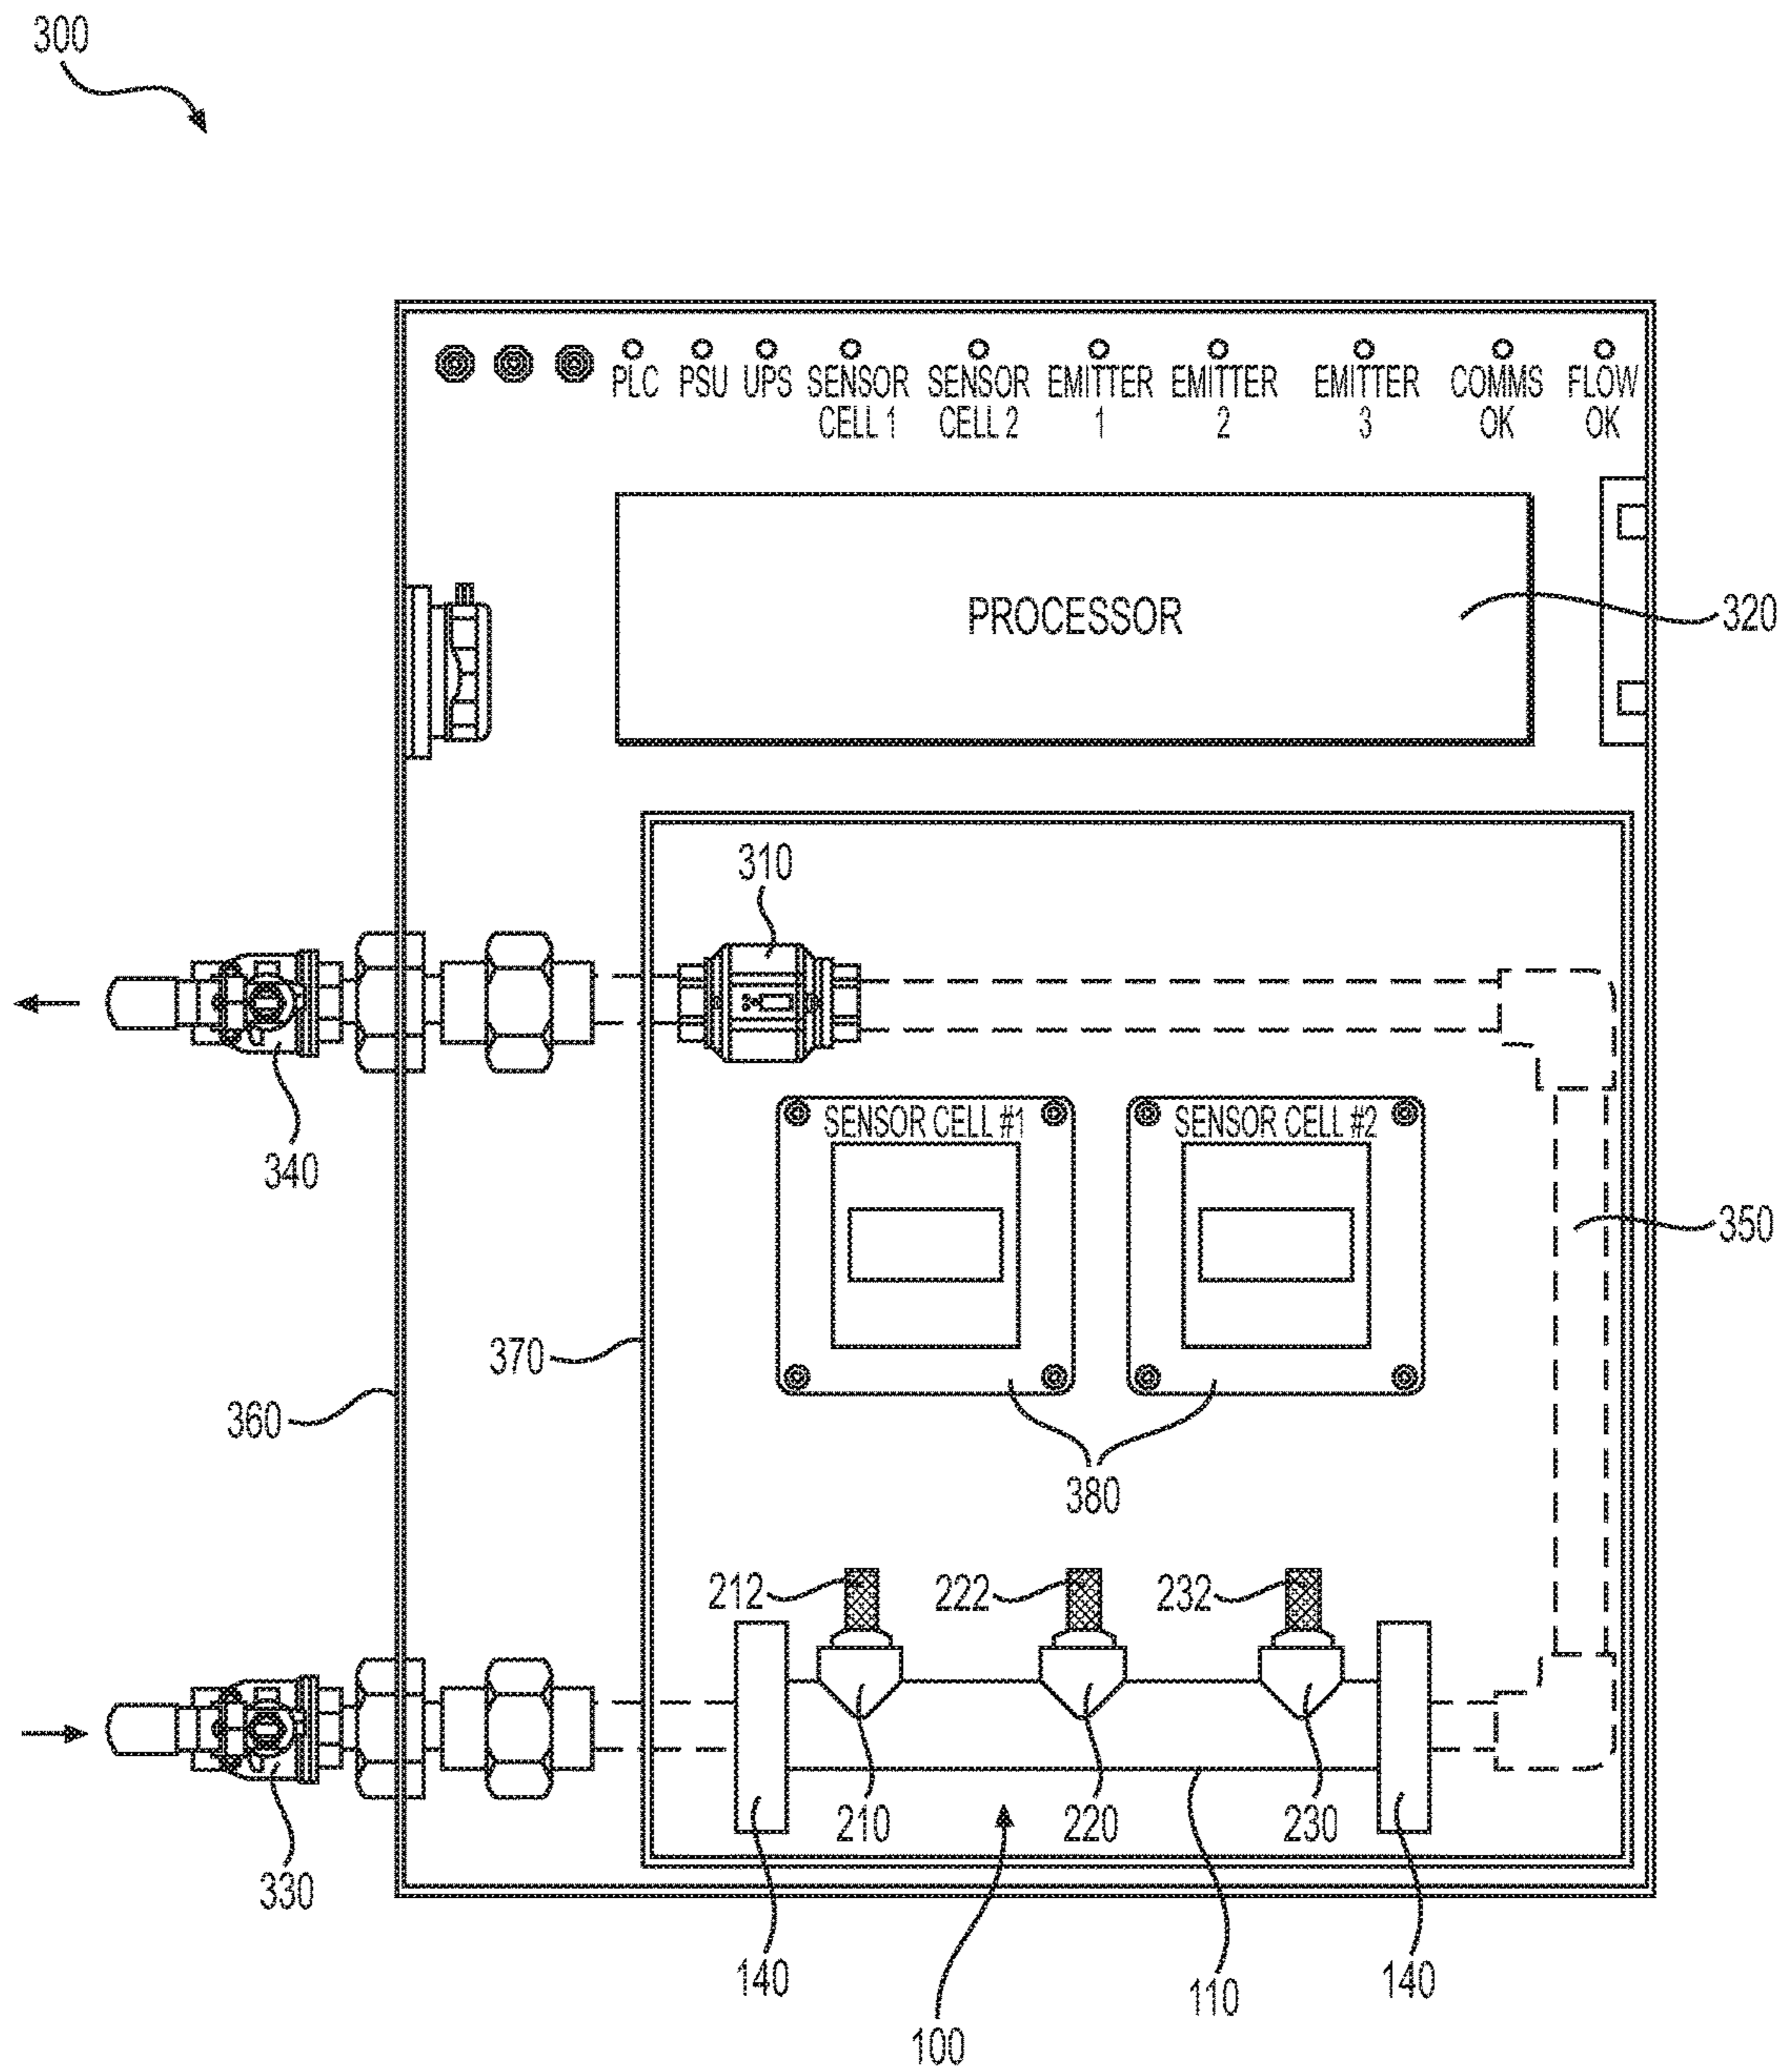 300
PLC PSU UPS SENSOR SENSOR EMITTER EMITTER EMITTER COMMS FLOW
CELL 1 CELL 2 1 2 3 OK OK
PROCESSOR
320
310
340
SENSOR CELL #1 SENSOR CELL #2
350
370
360
380
212 222 232
210 220 230
330
140 110 140
100